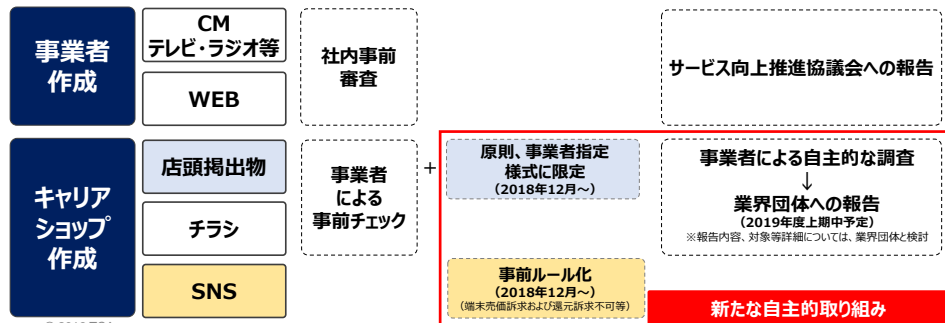 事業者
作成
CM
テレビ・ラジオ等
WEB
社内事前
審査
サービス向上推進協議会への報告
キャリア
ショップ
作成
店頭掲出物
チラシ
SNS
事業者
による
事前チェック
+
原則、事業者指定
様式に限定
(2018年12月～)
事前ルール化
(2018年12月～)
(端末売価訴求および還元訴求不可等)
事業者による自主的な調査
↓
業界団体への報告
(2019年度上期中予定)
※報告内容、対象等詳細については、業界団体と検討
新たな自主的取り組み